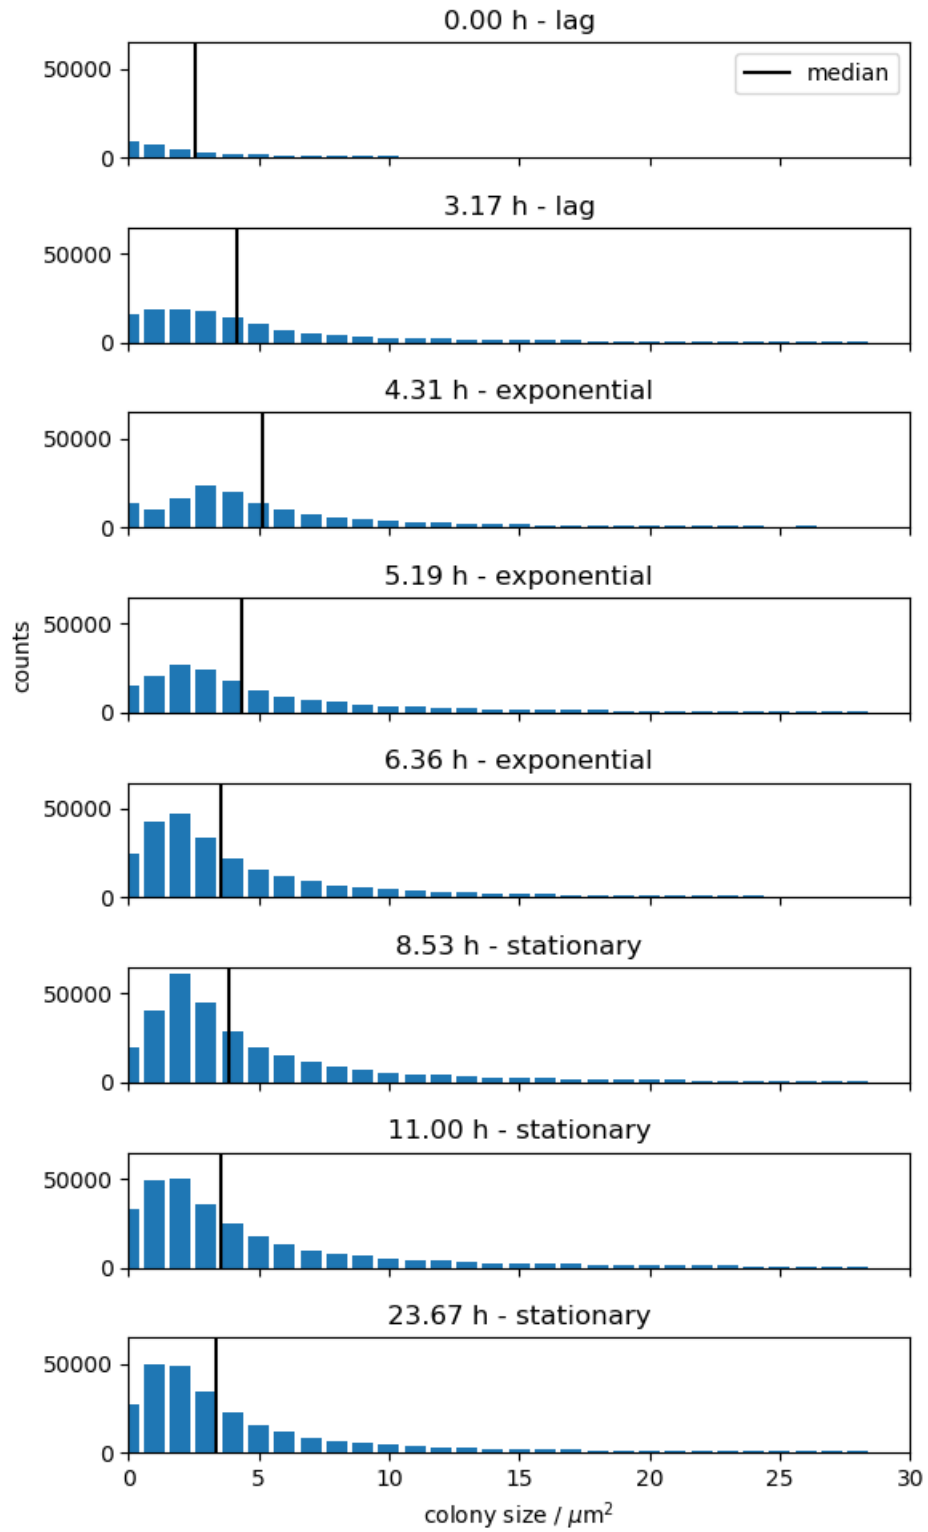 0.00 h - lag
50000
0
median
3.17 h - lag
50000
0
4.31 h - exponential
50000
0
5.19 h - exponential
50000
0
counts
6.36 h - exponential
50000
0
8.53 h - stationary
50000
0
11.00 h - stationary
50000
0
23.67 h - stationary
50000
0
0 5 10 15 20 25 30
colony size / μm²